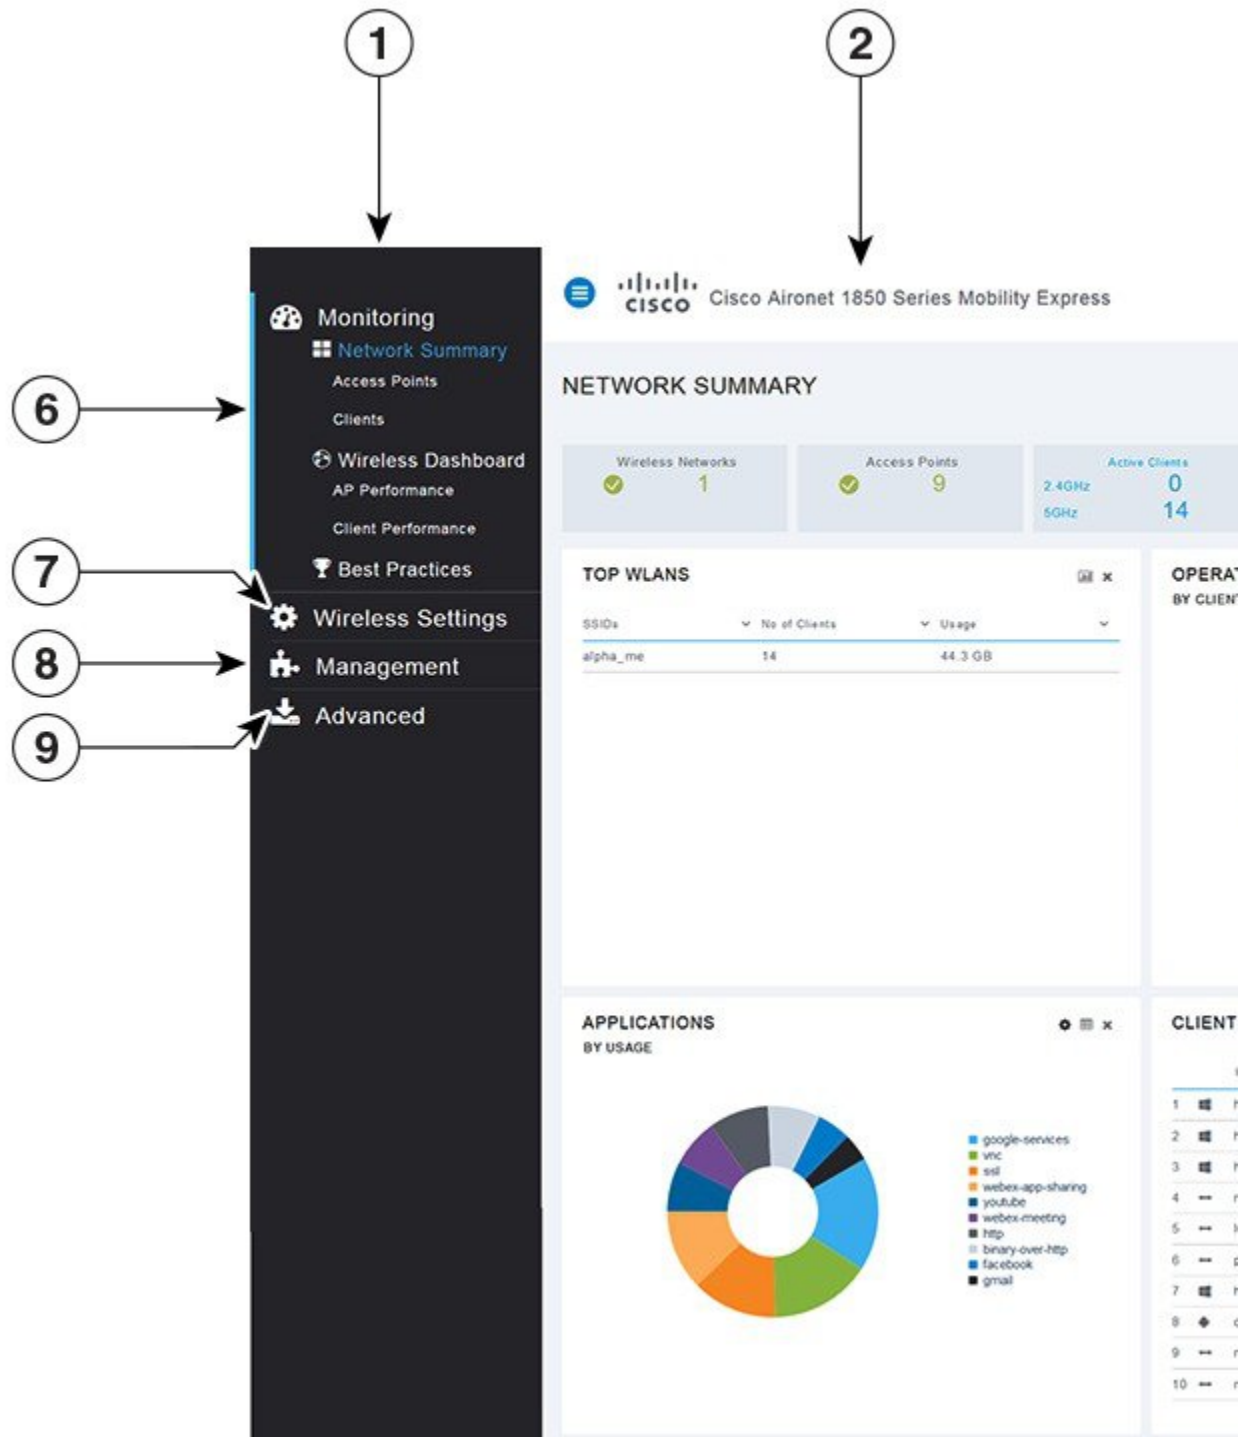 1
2
Monitoring
CISCO
Cisco Aironet 1850 Series Mobility Express
Network Summary
Access Points
Clients
6
NETWORK SUMMARY
Wireless Dashboard
AP Performance
Client Performance
Best Practices
7
Wireless Settings
8
Management
9
Advanced
Wireless Networks
1
Access Points
9
Active Clients
2.4GHz 0
5GHz 14
TOP WLANS
SSIDs No of Clients Usage
alpha_me 14 44.3 GB
OPERAT
BY CLIENT
APPLICATIONS
BY USAGE
google-services
vnc
ssl
webex-app-sharing
youtube
webex-meeting
http
binary-over-http
facebook
gmail
CLIENT
1
2
3
4
5
6
7
8
9
10